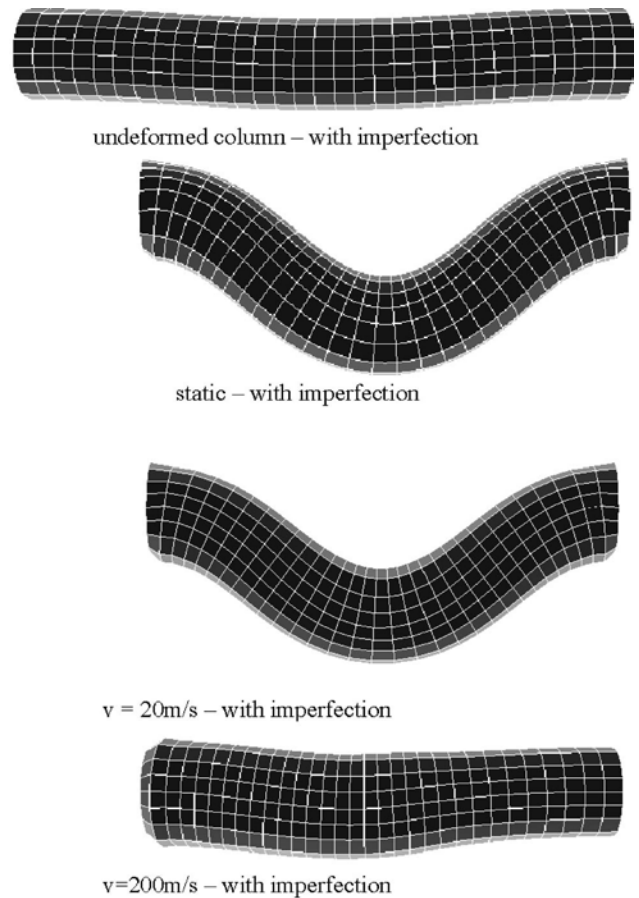 undeformed column – with imperfection
static – with imperfection
v = 20m/s – with imperfection
v=200m/s – with imperfection